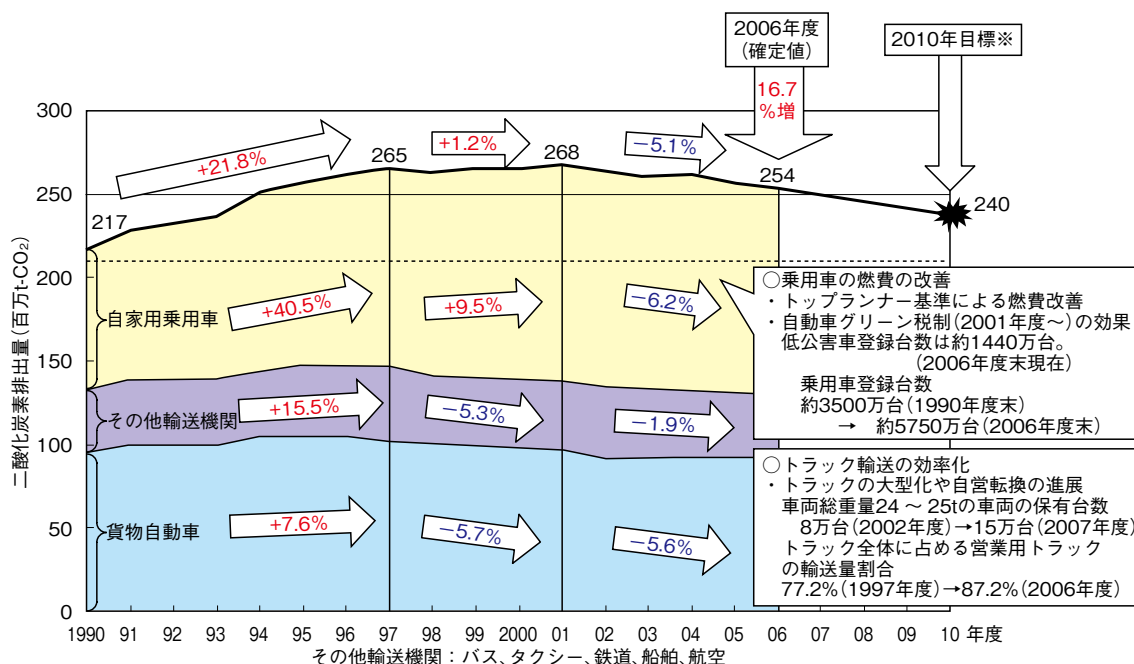 2006年度
(確定値)
2010年目標※
16.7
%増
二酸化炭素排出量(百万t-CO₂)
300
250
200
150
100
50
0
+21.8%
+1.2%
−5.1%
217
265
268
254
240
+40.5%
+9.5%
−6.2%
自家用乗用車
+15.5%
−5.3%
−1.9%
その他輸送機関
+7.6%
−5.7%
−5.6%
貨物自動車
○乗用車の燃費の改善
・トップランナー基準による燃費改善
・自動車グリーン税制(2001年度~)の効果
低公害車登録台数は約1440万台。
(2006年度末現在)
乗用車登録台数
約3500万台(1990年度末)
→ 約5750万台(2006年度末)
○トラック輸送の効率化
・トラックの大型化や自営転換の進展
車両総重量24 ~ 25tの車両の保有台数
8万台(2002年度)→15万台(2007年度)
トラック全体に占める営業用トラック
の輸送量割合
77.2%(1997年度)→87.2%(2006年度)
1990 91 92 93 94 95 96 97 98 99 2000 01 02 03 04 05 06 07 08 09 10 年度
その他輸送機関:バス、タクシー、鉄道、船舶、航空